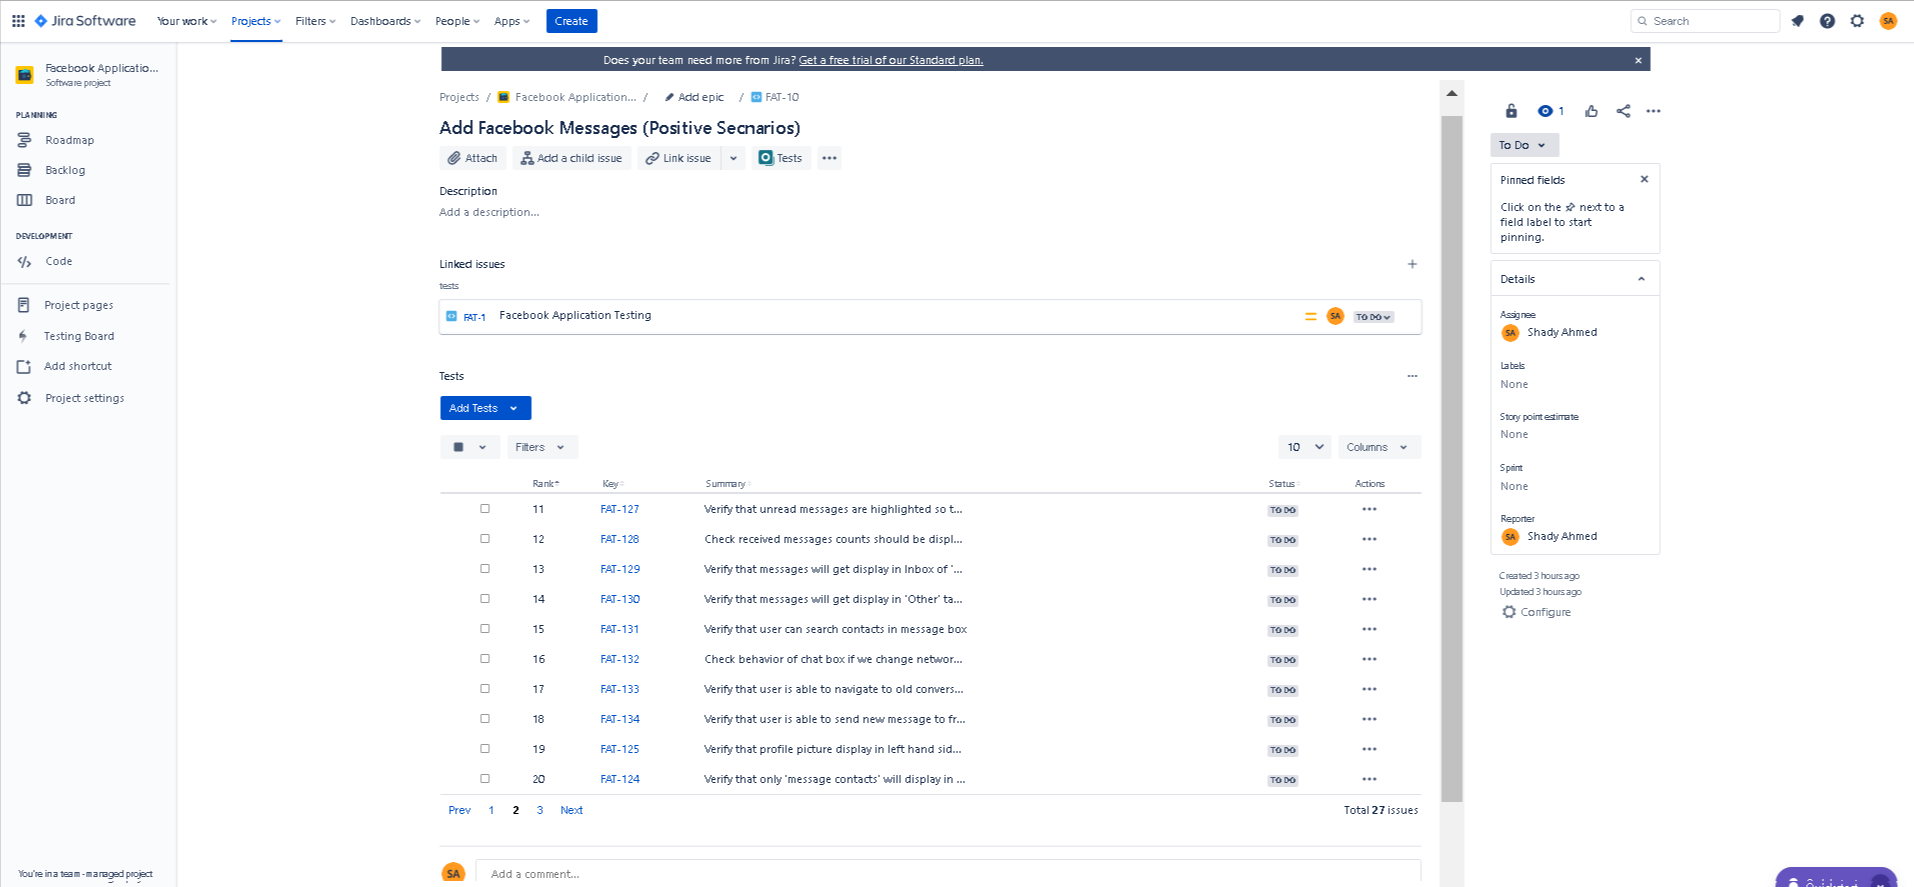 Jira Software Your work Projects Filters Dashboards People Apps Create Search SA
Facebook Applicatio...
Software project
PLANNING
Roadmap
Backlog
Board
DEVELOPMENT
Code
Project pages
Testing Board
Add shortcut
Project settings
You're in a team-managed project
Does your team need more from Jira? Get a free trial of our Standard plan.
Projects / Facebook Application... / Add epic / FAT-10
Add Facebook Messages (Positive Secnarios)
Attach Add a child issue Link issue Tests
Description
Add a description...
Linked issues
tests
FAT-1 Facebook Application Testing SA TO DO
Tests
Add Tests
Filters 10 Columns
Rank Key Summary Status Actions
11 FAT-127 Verify that unread messages are highlighted so t... TO DO
12 FAT-128 Check received messages counts should be displ... TO DO
13 FAT-129 Verify that messages will get display in Inbox of '... TO DO
14 FAT-130 Verify that messages will get display in 'Other' ta... TO DO
15 FAT-131 Verify that user can search contacts in message box TO DO
16 FAT-132 Check behavior of chat box if we change networ... TO DO
17 FAT-133 Verify that user is able to navigate to old convers... TO DO
18 FAT-134 Verify that user is able to send new message to fr... TO DO
19 FAT-125 Verify that profile picture display in left hand sid... TO DO
20 FAT-124 Verify that only 'message contacts' will display in ... TO DO
Prev 1 2 3 Next Total 27 issues
SA Add a comment...
1
To Do
Pinned fields
Click on the next to a
field label to start
pinning.
Details
Assignee
SA Shady Ahmed
Labels
None
Story point estimate
None
Sprint
None
Reporter
SA Shady Ahmed
Created 3 hours ago
Updated 3 hours ago
Configure